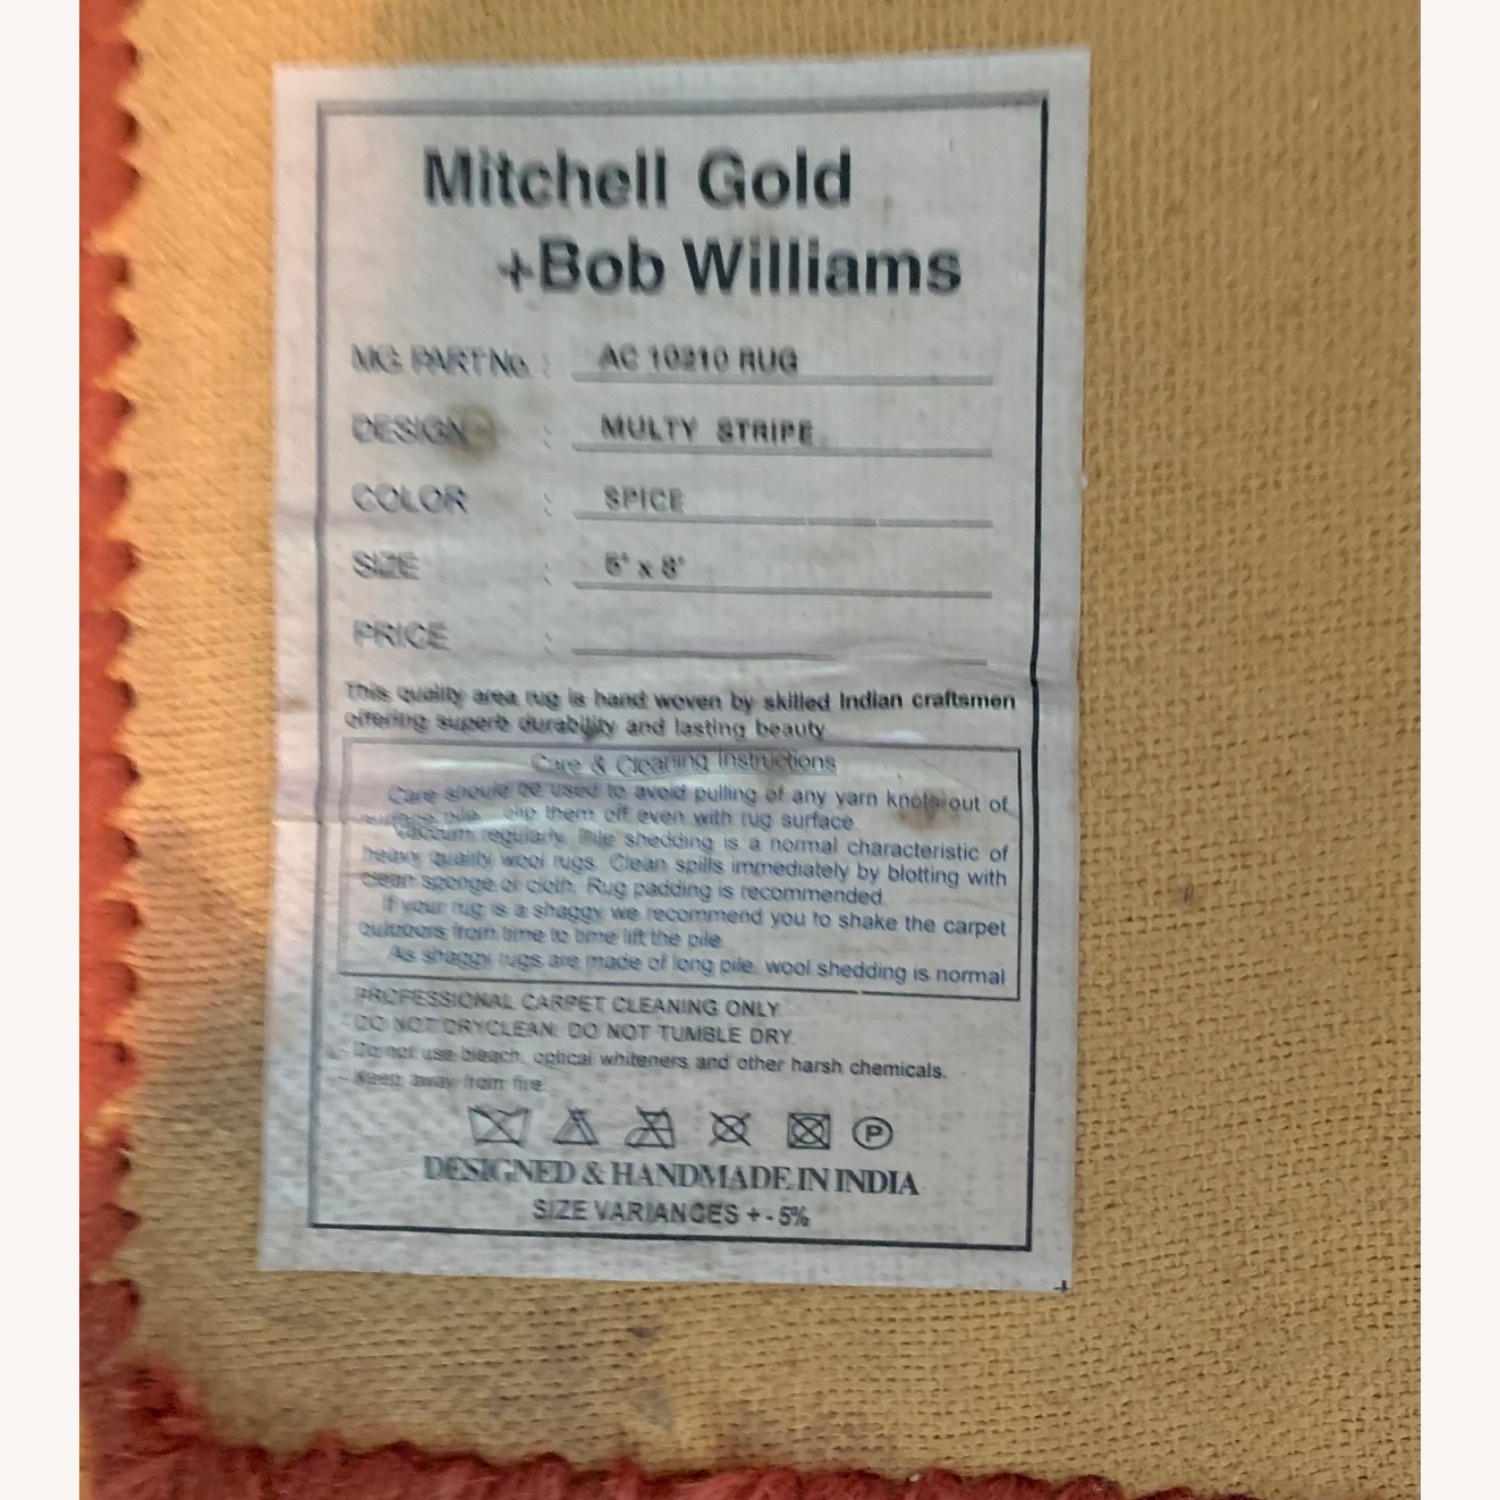 Mitchell Gold
+Bob Williams
MG. PART No. : AC 10210 RUG
DESIGN : MULTY STRIPE
COLOR : SPICE
SIZE : 5' x 8'
PRICE :
This quality area rug is hand woven by skilled Indian craftsmen
offering superb durability and lasting beauty
Care & Cleaning Instructions
Care should be used to avoid pulling of any yarn knots out of
surface pile clip them off even with rug surface.
Vacuum regularly. Pile shedding is a normal characteristic of
heavy quality wool rugs. Clean spills immediately by blotting with
clean sponge or cloth. Rug padding is recommended.
If your rug is a shaggy we recommend you to shake the carpet
outdoors from time to time lift the pile.
As shaggy rugs are made of long pile, wool shedding is normal
PROFESSIONAL CARPET CLEANING ONLY.
DO NOT DRYCLEAN. DO NOT TUMBLE DRY.
- Do not use bleach, optical whiteners and other harsh chemicals.
- Keep away from fire.
P
DESIGNED & HANDMADE IN INDIA
SIZE VARIANCES + - 5%